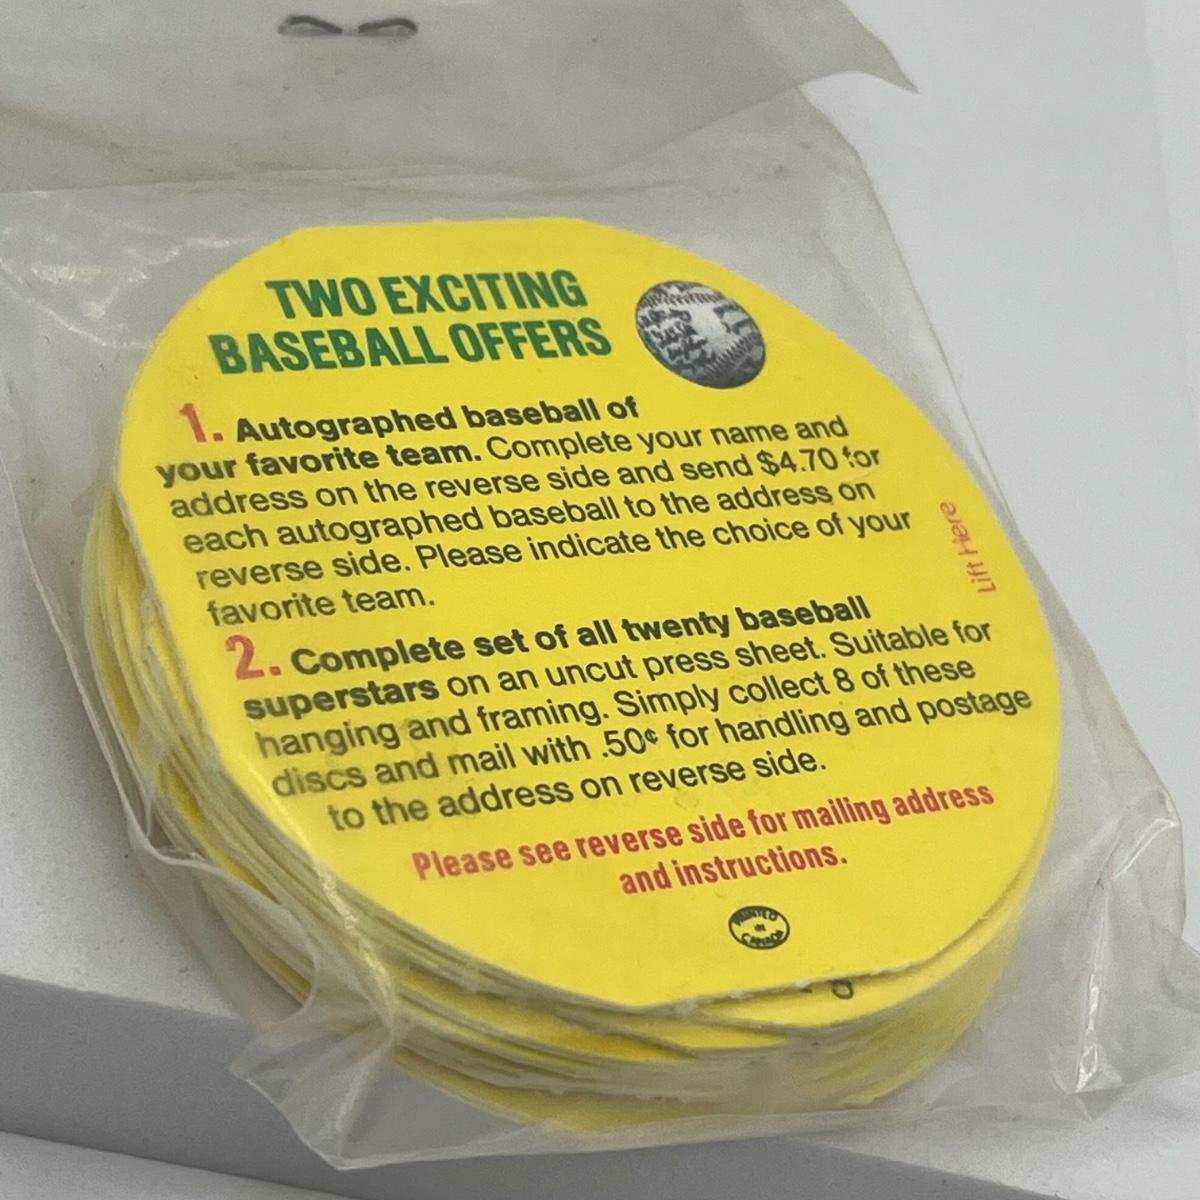 TWO EXCITING
BASEBALL OFFERS
1. Autographed baseball of
your favorite team. Complete your name and
address on the reverse side and send $4.70 for
each autographed baseball to the address on
reverse side. Please indicate the choice of your
favorite team.
Lift Here
2. Complete set of all twenty baseball
superstars on an uncut press sheet. Suitable for
hanging and framing. Simply collect 8 of these
discs and mail with .50¢ for handling and postage
to the address on reverse side.
Please see reverse side for mailing address
and instructions.
PRINTED
IN
CANADA